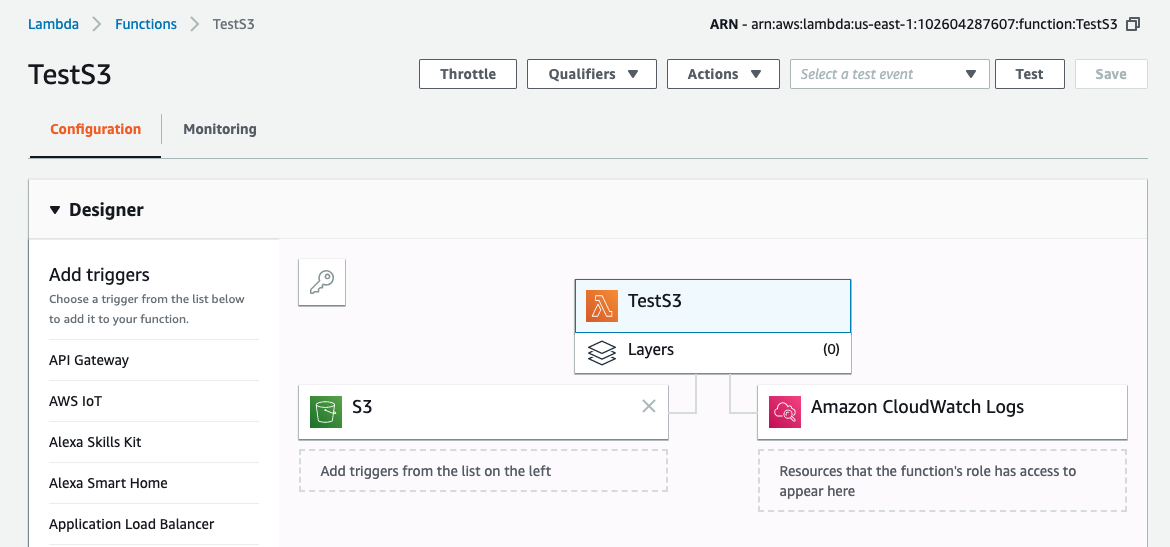 Lambda Functions TestS3
ARN - arn:aws:lambda:us-east-1:102604287607:function:TestS3
TestS3
Throttle
Qualifiers
Actions
Select a test event
Test
Save
Configuration
Monitoring
Designer
Add triggers
Choose a trigger from the list below
to add it to your function.
API Gateway
AWS IoT
Alexa Skills Kit
Alexa Smart Home
Application Load Balancer
TestS3
Layers
(0)
S3
Add triggers from the list on the left
Amazon CloudWatch Logs
Resources that the function's role has access to
appear here